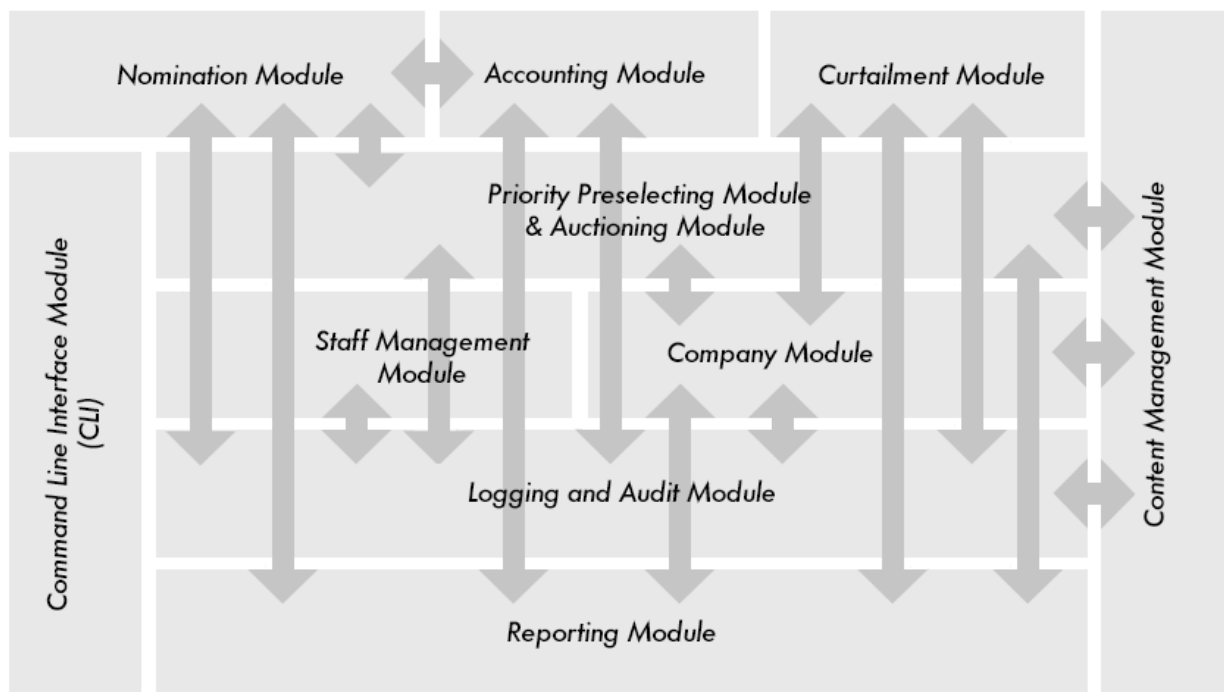 Nomination Module
Accounting Module
Curtailment Module
Priority Preselecting Module
& Auctioning Module
Staff Management
Module
Company Module
Logging and Audit Module
Reporting Module
Command Line Interface Module
(CLI)
Content Management Module